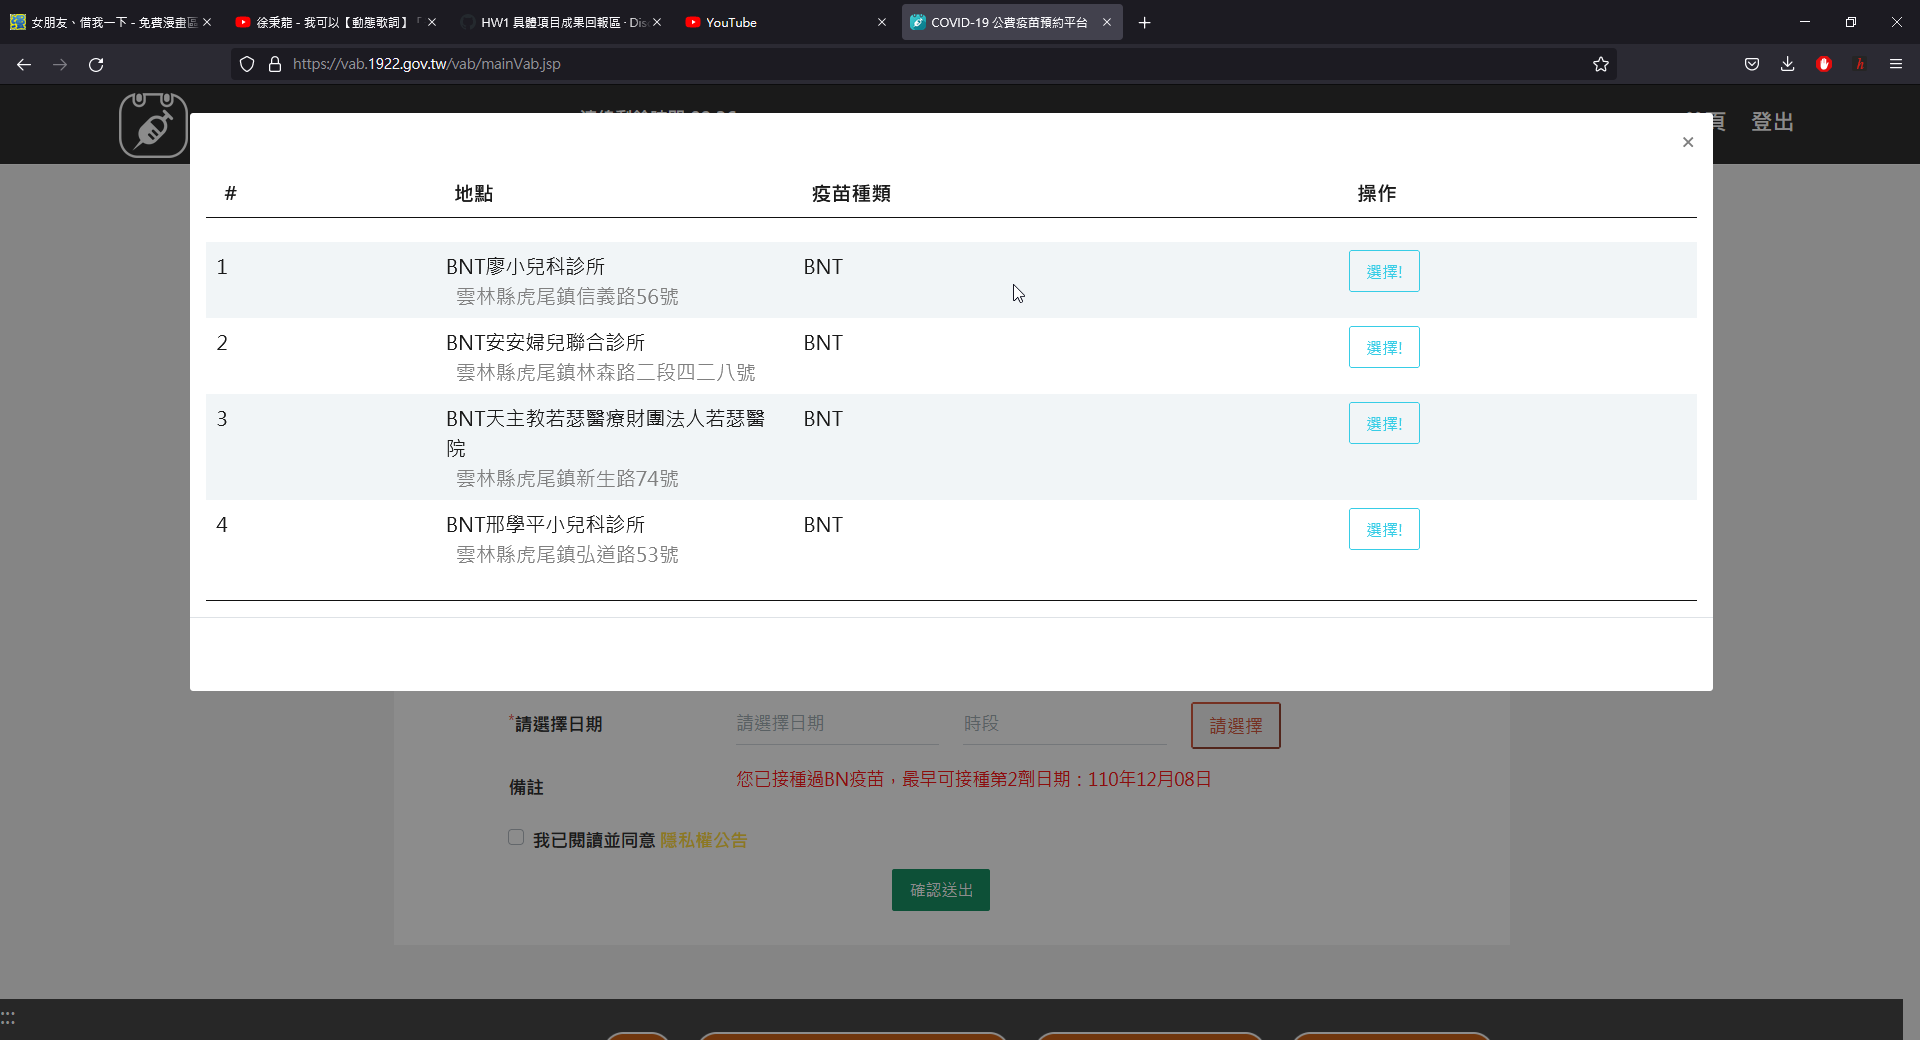 女朋友、借我一下 - 免費漫畫區
徐秉龍 - 我可以【動態歌詞】「
HW1 具體項目成果回報區 · Dis
YouTube
COVID-19 公費疫苗預約平台
https://vab.1922.gov.tw/vab/mainVab.jsp
頁 登出
# 地點 疫苗種類 操作
1 BNT廖小兒科診所 BNT 選擇!
雲林縣虎尾鎮信義路56號
2 BNT安安婦兒聯合診所 BNT 選擇!
雲林縣虎尾鎮林森路二段四二八號
3 BNT天主教若瑟醫療財團法人若瑟醫 BNT 選擇!
院
雲林縣虎尾鎮新生路74號
4 BNT邢學平小兒科診所 BNT 選擇!
雲林縣虎尾鎮弘道路53號
*請選擇日期 請選擇日期 時段 請選擇
備註 您已接種過BN疫苗，最早可接種第2劑日期：110年12月08日
我已閱讀並同意 隱私權公告
確認送出
:::